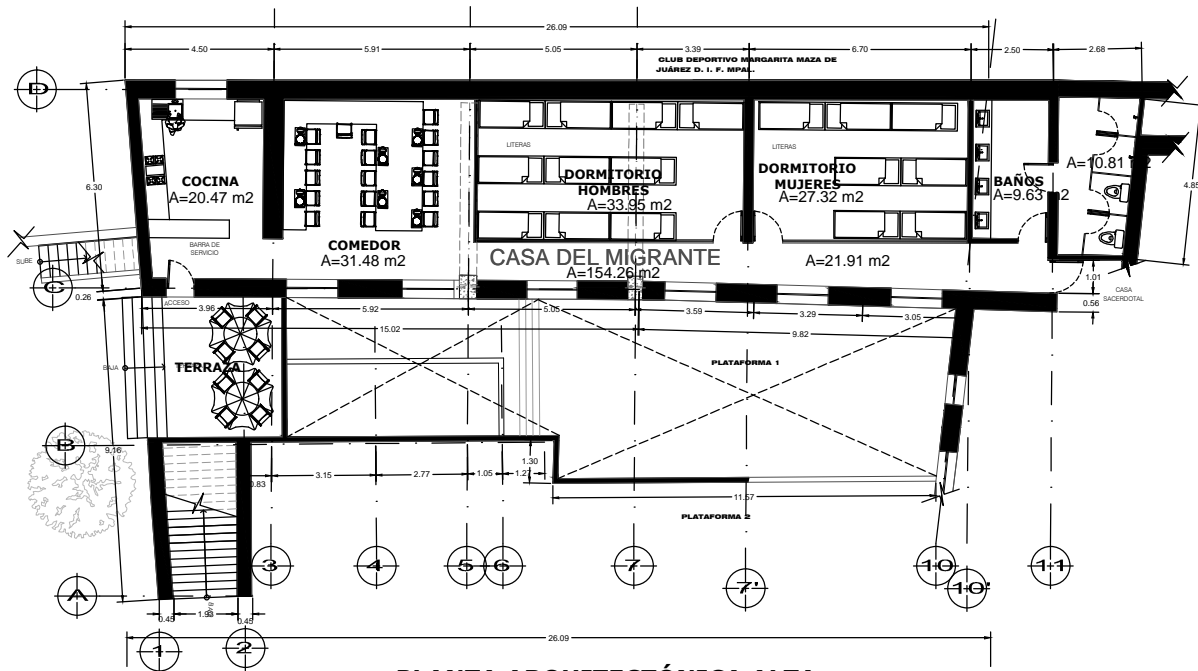 26.09
4.50
5.91
5.05
3.39
6.70
2.50
2.68
CLUB DEPORTIVO MARGARITA MAZA DE
JUÁREZ D. I. F. MPAL.
D
6.30
COCINA
A=20.47 m2
BARRA DE
SERVICIO
COMEDOR
A=31.48 m2
LITERAS
DORMITORIO
HOMBRES
A=33.95 m2
LITERAS
DORMITORIO
MUJERES
A=27.32 m2
BAÑOS
A=9.63 m2
A=10.81 m2
4.85
CASA DEL MIGRANTE
A=154.26 m2
A=21.91 m2
SUBE
C
0.26
ACCESO
3.96
5.92
5.05
3.59
3.29
3.05
1.01
0.56
CASA
SACERDOTAL
15.02
9.82
BAJA
TERRAZA
PLATAFORMA 1
B
9.16
0.83
3.15
2.77
1.05
1.27
1.30
11.57
PLATAFORMA 2
A
3
4
5
6
7
7'
10
10'
11
0.45
1.93
0.45
1
2
26.09
PLANTA ARQUITECTÓNICA ALTA